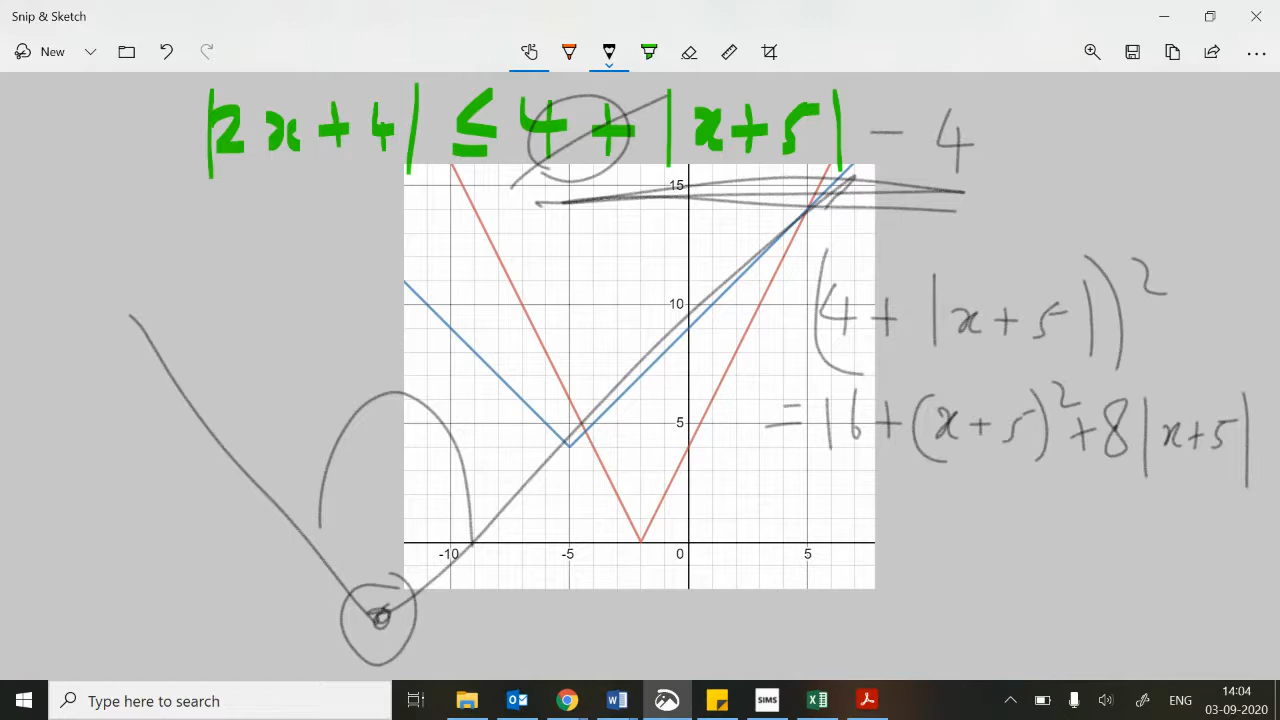 Snip & Sketch
New
|2x+4| ≤ 4 + |x+5| - 4
15
10
5
-10 -5 0 5
(4 + |x+5|)²
= 16 + (x+5)² + 8|x+5|
Type here to search
SIMS
ENG
14:04
03-09-2020